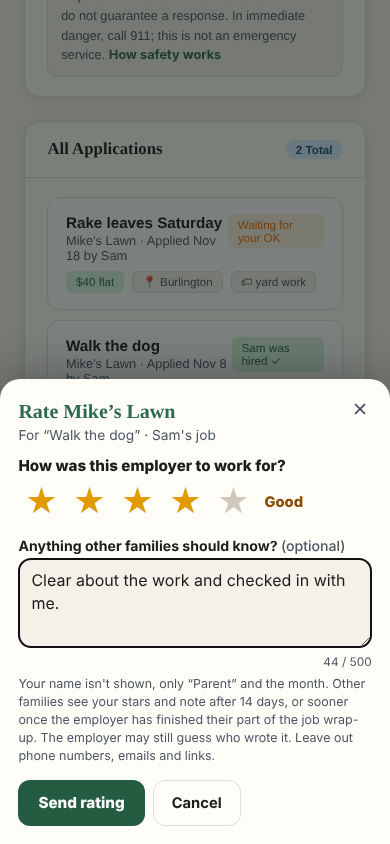 do not guarantee a response. In immediate
danger, call 911; this is not an emergency
service. How safety works
All Applications
2 Total
Rake leaves Saturday
Waiting for
your OK
Mike's Lawn · Applied Nov
18 by Sam
$40 flat
📍 Burlington
🏷 yard work
Walk the dog
Sam was
hired ✓
Mike's Lawn · Applied Nov 8
by Sam
Rate Mike’s Lawn
✕
For “Walk the dog” · Sam's job
How was this employer to work for?
★ ★ ★ ★ ★ Good
Anything other families should know? (optional)
Clear about the work and checked in with
me.
44 / 500
Your name isn't shown, only “Parent” and the month. Other
families see your stars and note after 14 days, or sooner
once the employer has finished their part of the job wrap-
up. The employer may still guess who wrote it. Leave out
phone numbers, emails and links.
Send rating
Cancel